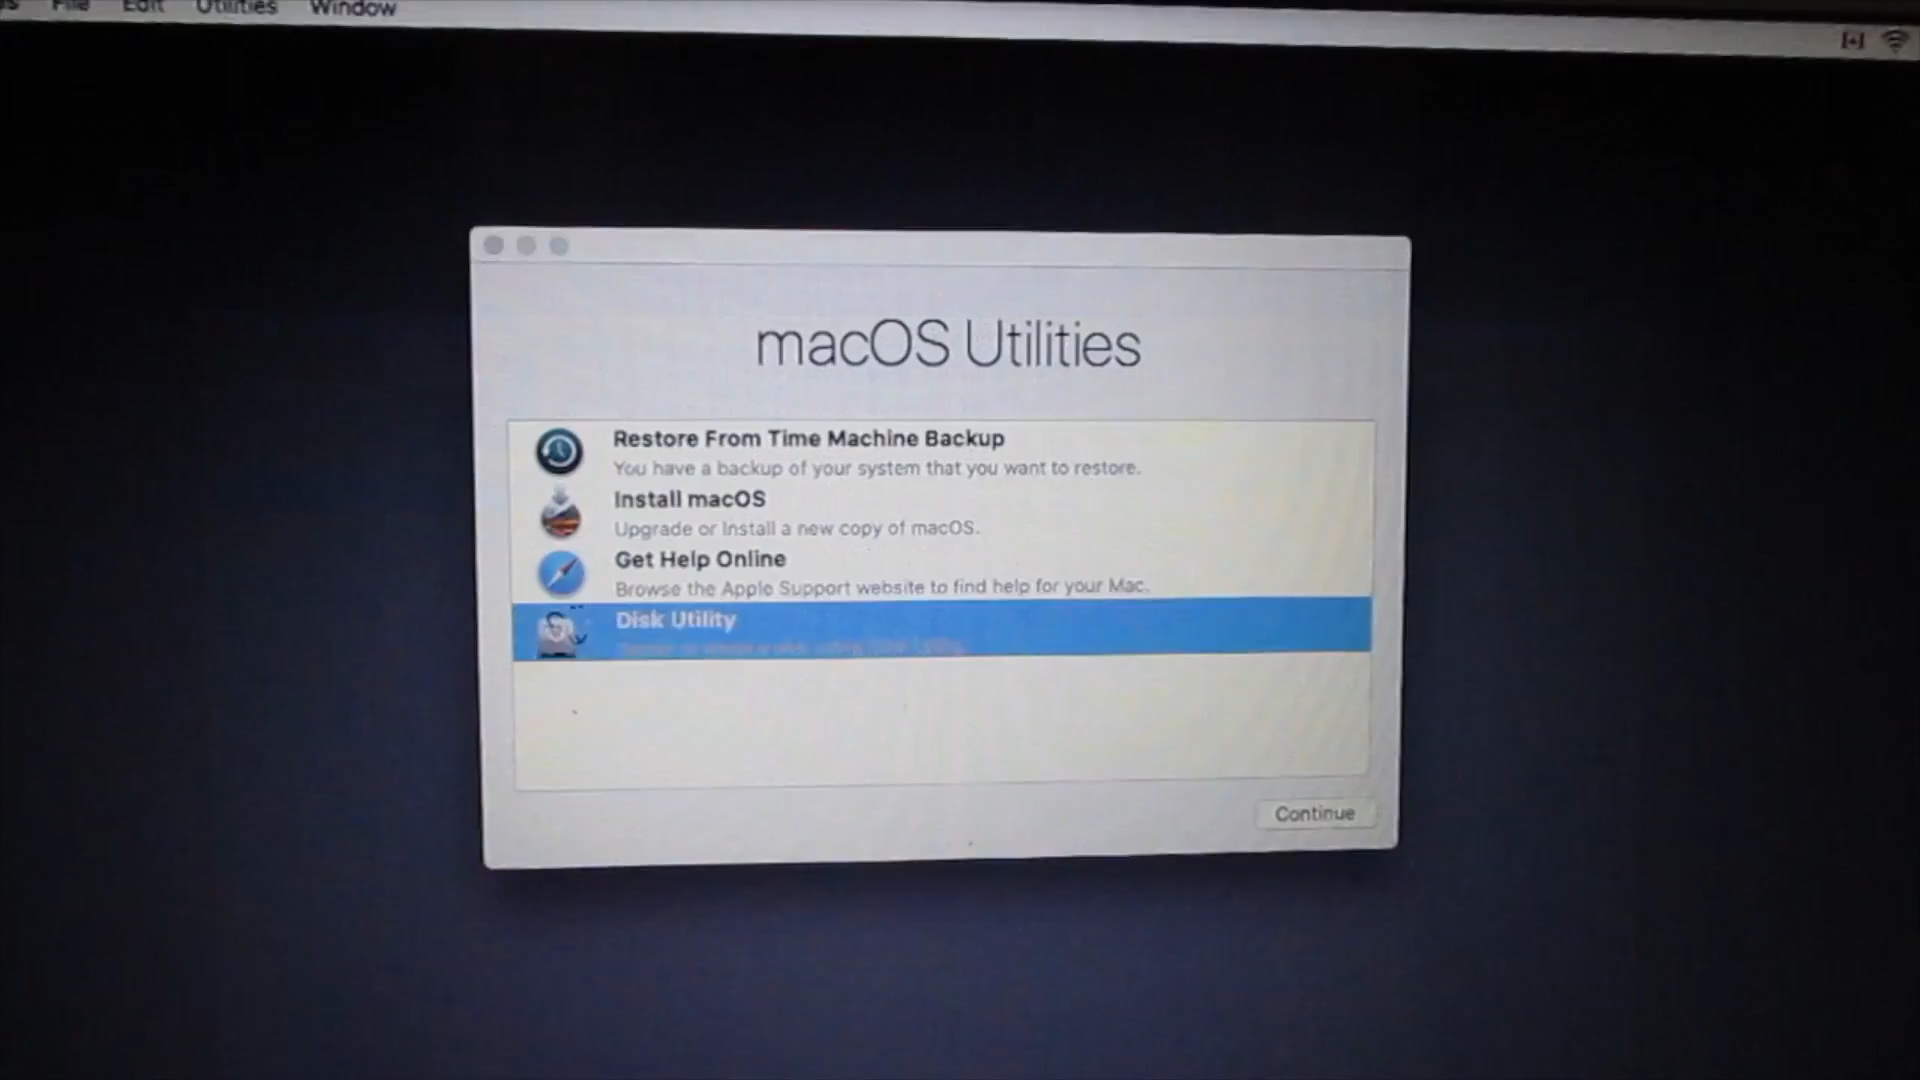 File Edit Utilities Window
macOS Utilities
Restore From Time Machine Backup
You have a backup of your system that you want to restore.
Install macOS
Upgrade or Install a new copy of macOS.
Get Help Online
Browse the Apple Support website to find help for your Mac.
Disk Utility
Continue